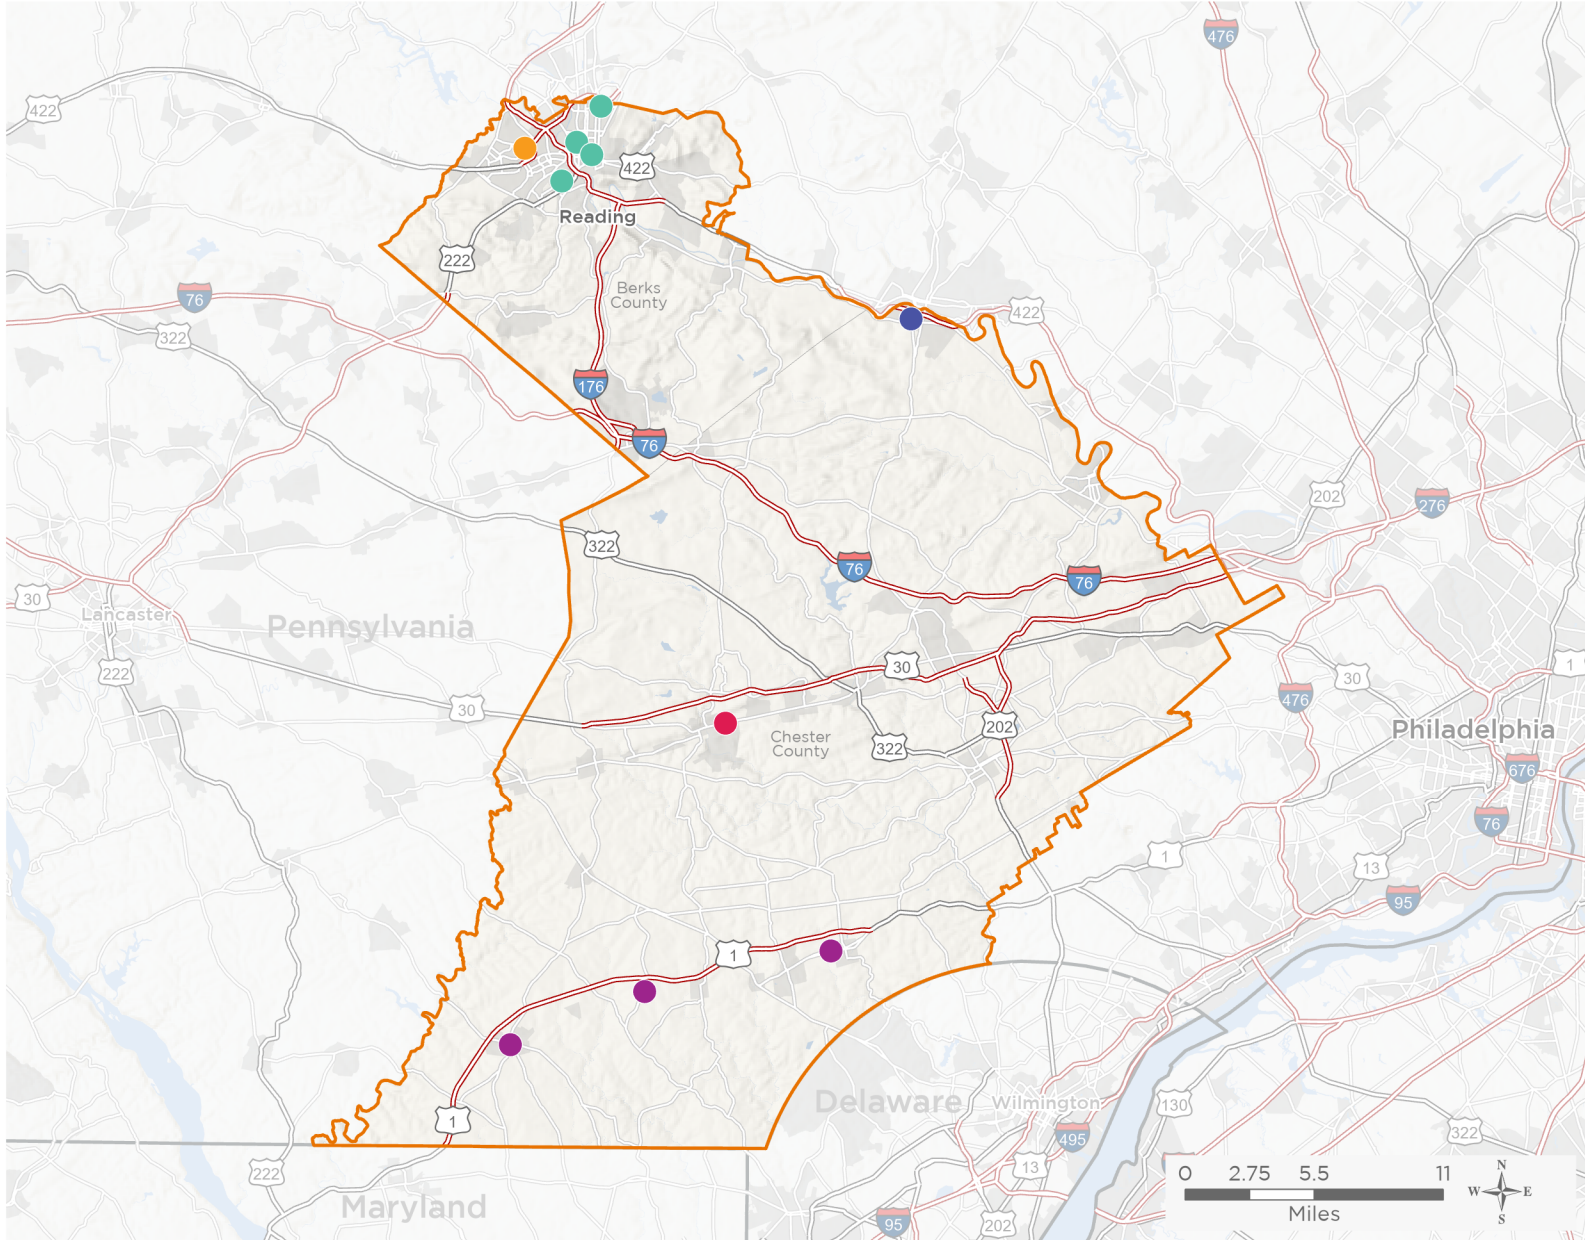 476
422
422
Reading
222
Berks
County
76
422
322
176
76
202
276
322
76
76
30
Lancaster
Pennsylvania
222
30
30
1
30
476
202
Philadelphia
Chester
County
322
676
76
1
13
95
1
1
Delaware
Wilmington
130
495
322
222
13
Maryland
95
202
0 2.75 5.5 11
Miles
N
W E
S